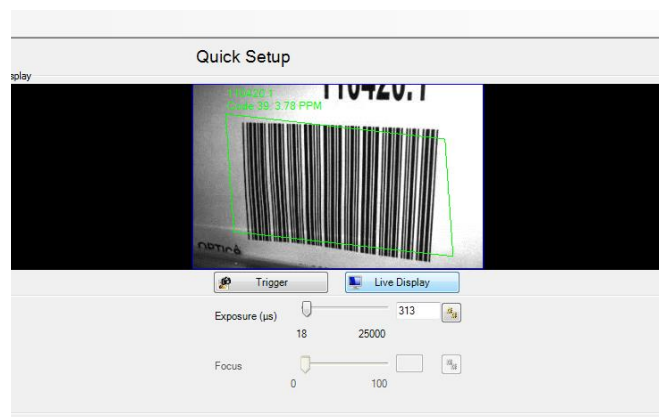 Quick Setup
splay
110420.1
110420.1
Code 39, 3.78 PPM
OPTICA
Trigger
Live Display
Exposure (µs)
313
18
25000
Focus
0
100